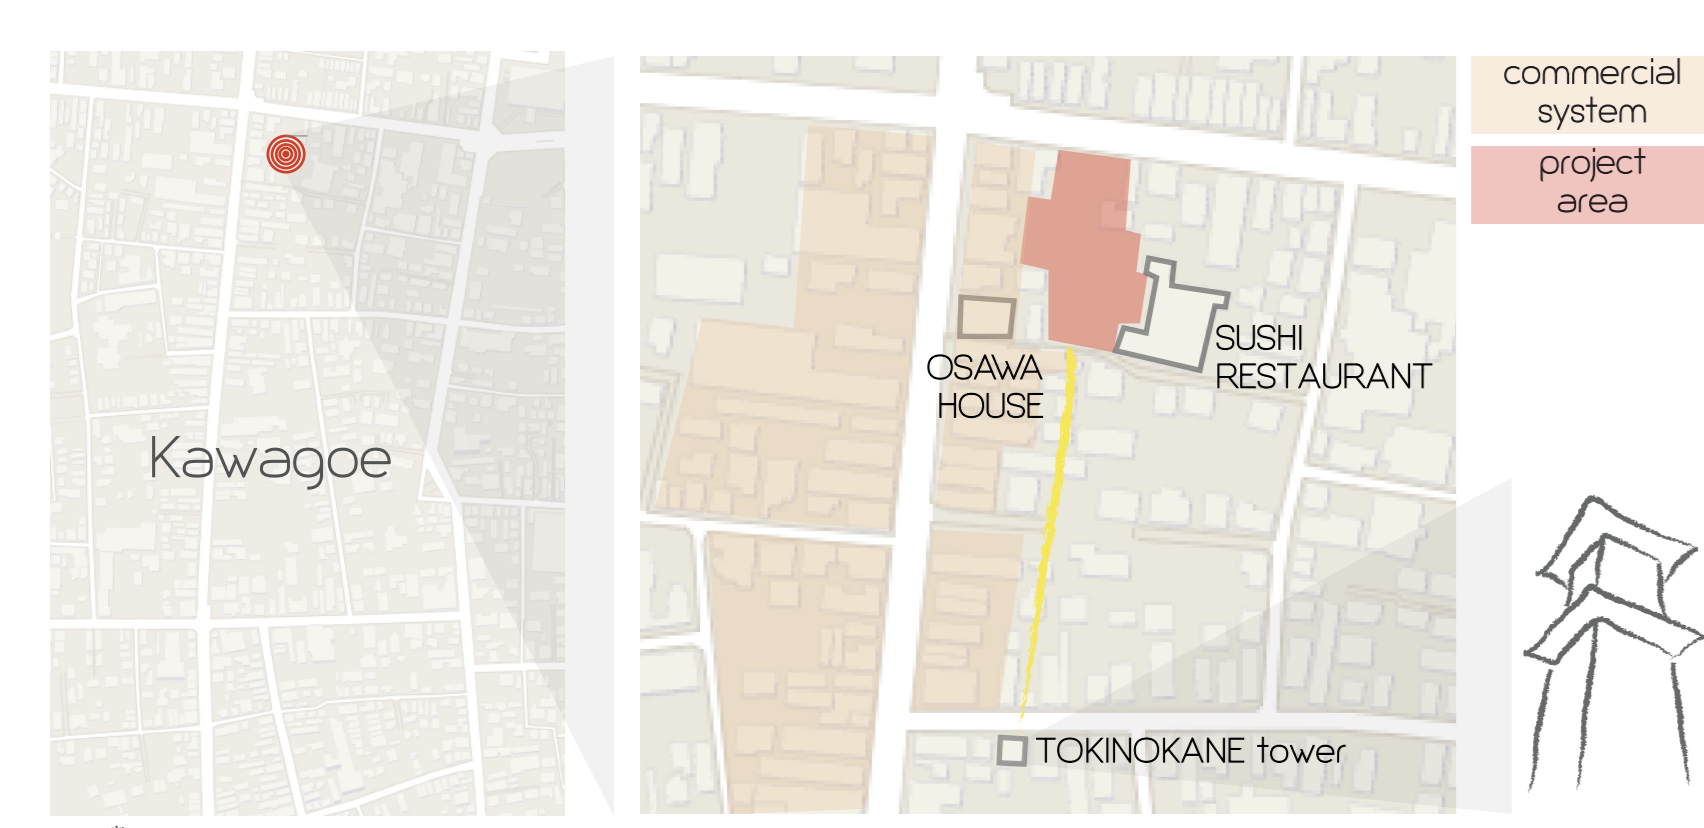 Kawagoe
commercial
system
project
area
OSAWA
HOUSE
SUSHI
RESTAURANT
TOKINOKANE tower